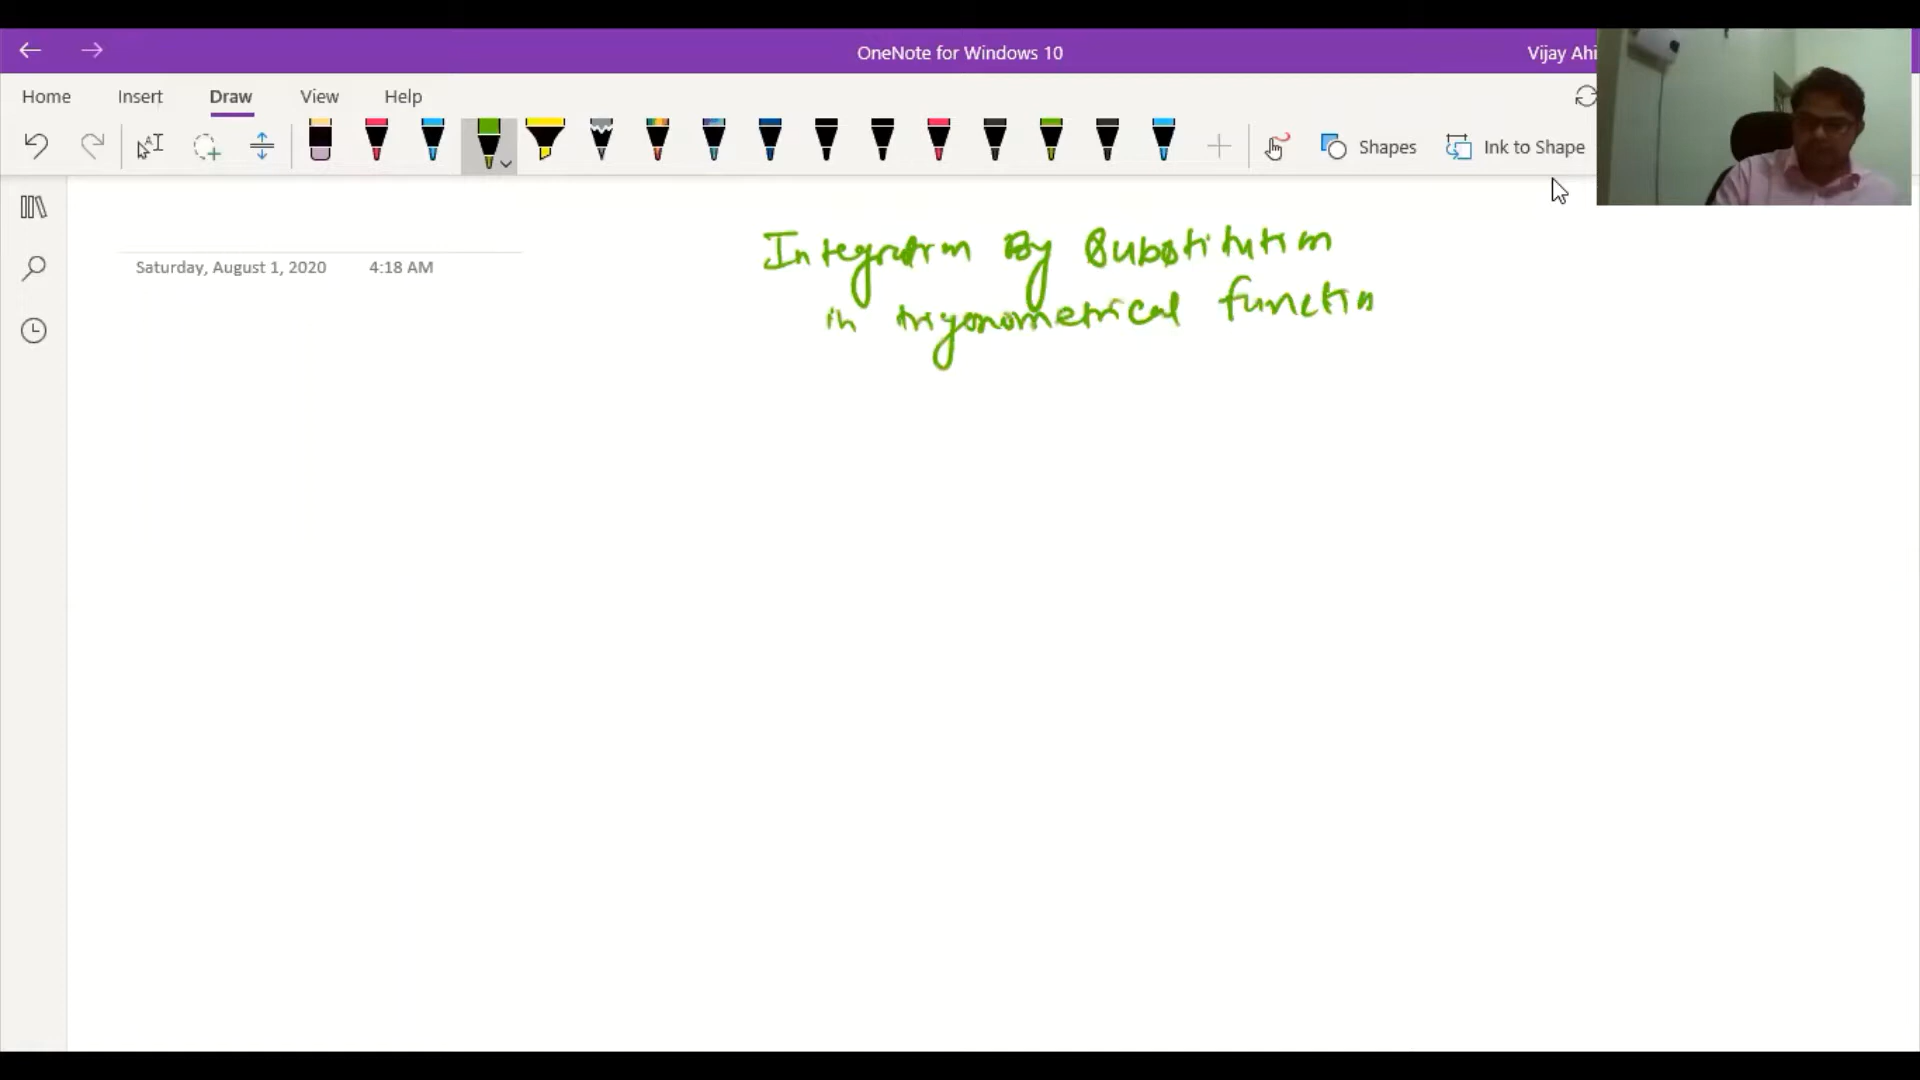 OneNote for Windows 10
Vijay Ahi
Home Insert Draw View Help
Shapes Ink to Shape
Saturday, August 1, 2020 4:18 AM
Integration By Substitution
in trigonometrical functio